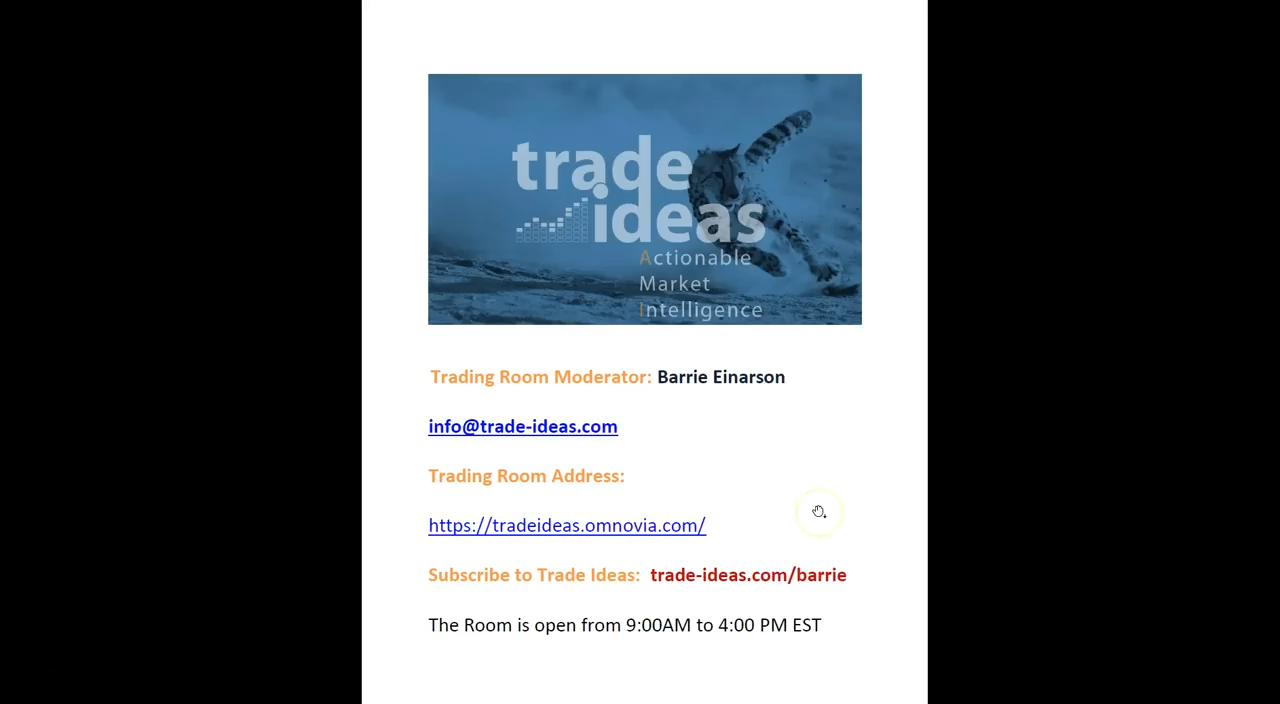 trade
ideas
Actionable
Market
Intelligence
Trading Room Moderator: Barrie Einarson
info@trade-ideas.com
Trading Room Address:
https://tradeideas.omnovia.com/
Subscribe to Trade Ideas: trade-ideas.com/barrie
The Room is open from 9:00AM to 4:00 PM EST